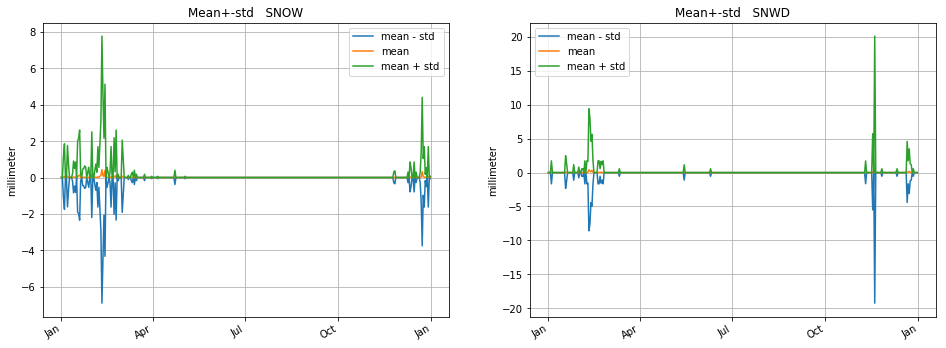 Mean+-std   SNOW
mean - std
mean
mean + std
millimeter
8
6
4
2
0
−2
−4
−6
Jan
Apr
Jul
Oct
Jan
Mean+-std   SNWD
mean - std
mean
mean + std
millimeter
20
15
10
5
0
−5
−10
−15
−20
Jan
Apr
Jul
Oct
Jan